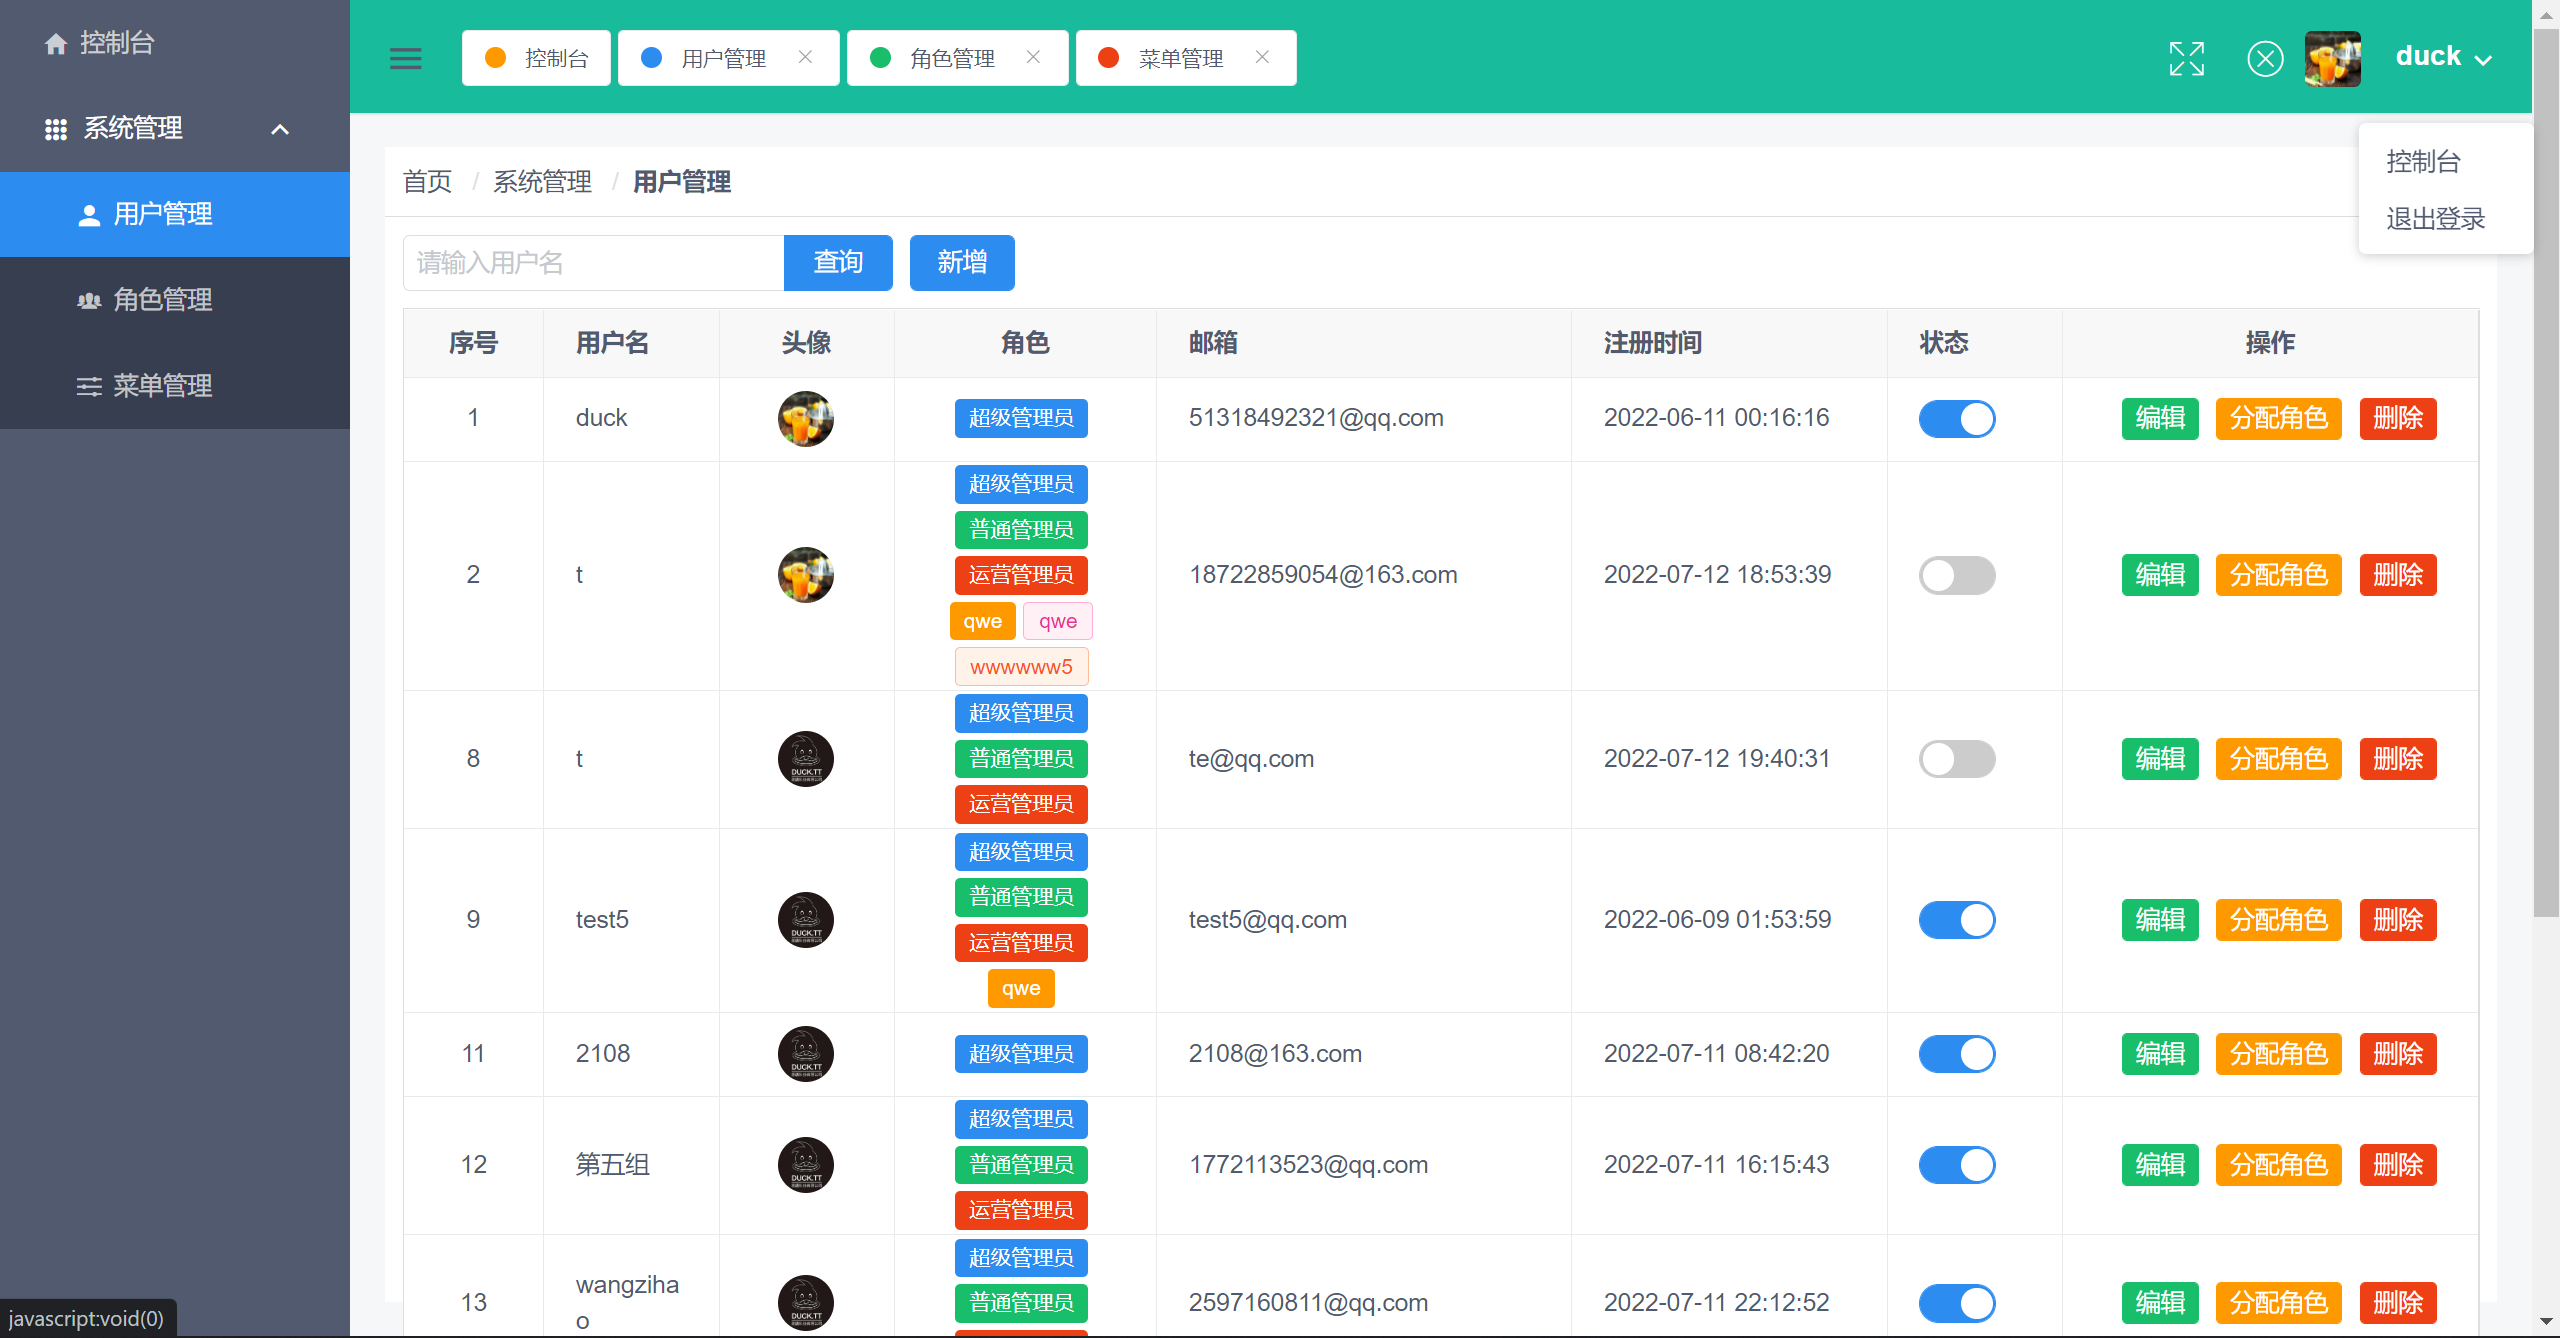 控制台
系统管理
用户管理
角色管理
菜单管理
控制台
用户管理
角色管理
菜单管理
duck
控制台
退出登录
首页 / 系统管理 / 用户管理
请输入用户名 查询 新增
序号 用户名 头像 角色 邮箱 注册时间 状态 操作
1 duck 超级管理员 51318492321@qq.com 2022-06-11 00:16:16 编辑 分配角色 删除
超级管理员
普通管理员
2 t 运营管理员 18722859054@163.com 2022-07-12 18:53:39 编辑 分配角色 删除
qwe qwe
wwwwww5
超级管理员
8 t DUCK.TT 普通管理员 te@qq.com 2022-07-12 19:40:31 编辑 分配角色 删除
运营管理员
超级管理员
普通管理员
9 test5 DUCK.TT test5@qq.com 2022-06-09 01:53:59 编辑 分配角色 删除
运营管理员
qwe
11 2108 DUCK.TT 超级管理员 2108@163.com 2022-07-11 08:42:20 编辑 分配角色 删除
超级管理员
12 第五组 DUCK.TT 普通管理员 1772113523@qq.com 2022-07-11 16:15:43 编辑 分配角色 删除
运营管理员
超级管理员
13 wangziha
o DUCK.TT 普通管理员 2597160811@qq.com 2022-07-11 22:12:52 编辑 分配角色 删除
javascript:void(0)